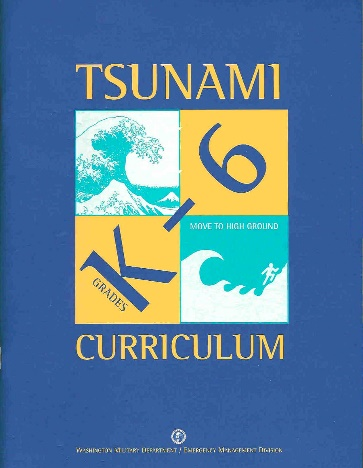 TSUNAMI
K-6
MOVE TO HIGH GROUND
GRADES
CURRICULUM
WASHINGTON MILITARY DEPARTMENT / EMERGENCY MANAGEMENT DIVISION